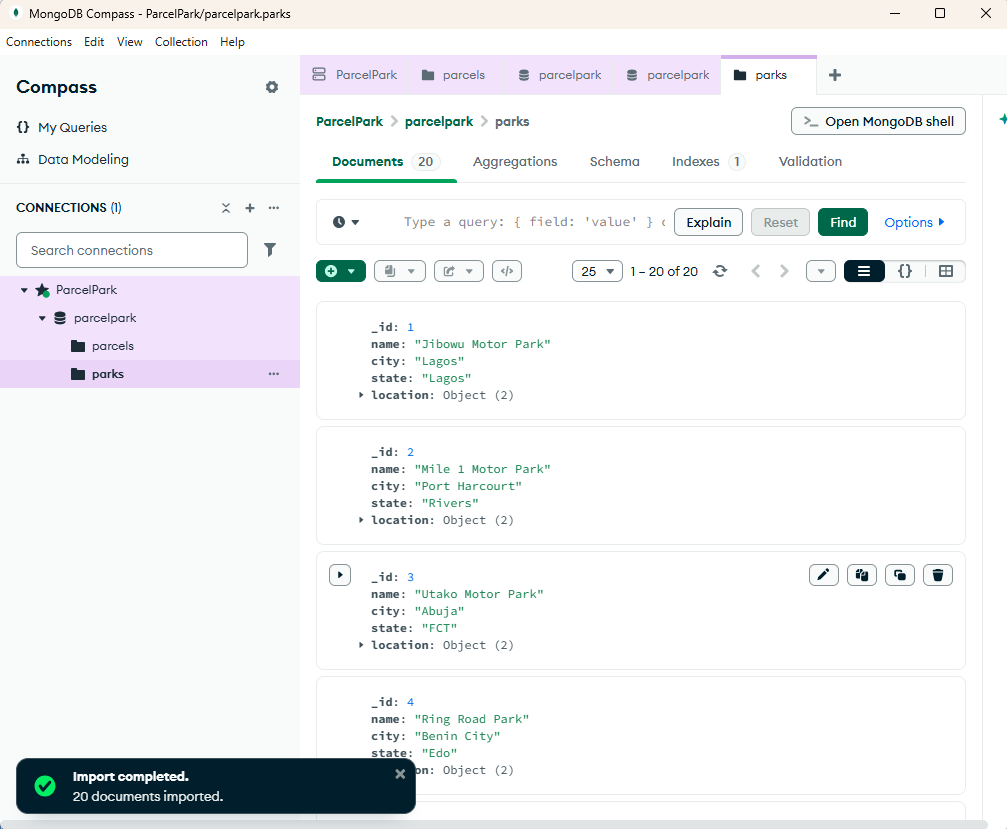 MongoDB Compass - ParcelPark/parcelpark.parks
Connections Edit View Collection Help
Compass
{} My Queries
Data Modeling
CONNECTIONS (1)
Search connections
ParcelPark
parcelpark
parcels
parks
ParcelPark parcels parcelpark parcelpark parks
ParcelPark > parcelpark > parks
>_ Open MongoDB shell
Documents 20 Aggregations Schema Indexes 1 Validation
Type a query: { field: 'value' } Explain Reset Find Options
25 1 – 20 of 20
_id: 1
name: "Jibowu Motor Park"
city: "Lagos"
state: "Lagos"
location: Object (2)
_id: 2
name: "Mile 1 Motor Park"
city: "Port Harcourt"
state: "Rivers"
location: Object (2)
_id: 3
name: "Utako Motor Park"
city: "Abuja"
state: "FCT"
location: Object (2)
_id: 4
name: "Ring Road Park"
city: "Benin City"
state: "Edo"
on: Object (2)
Import completed.
20 documents imported.